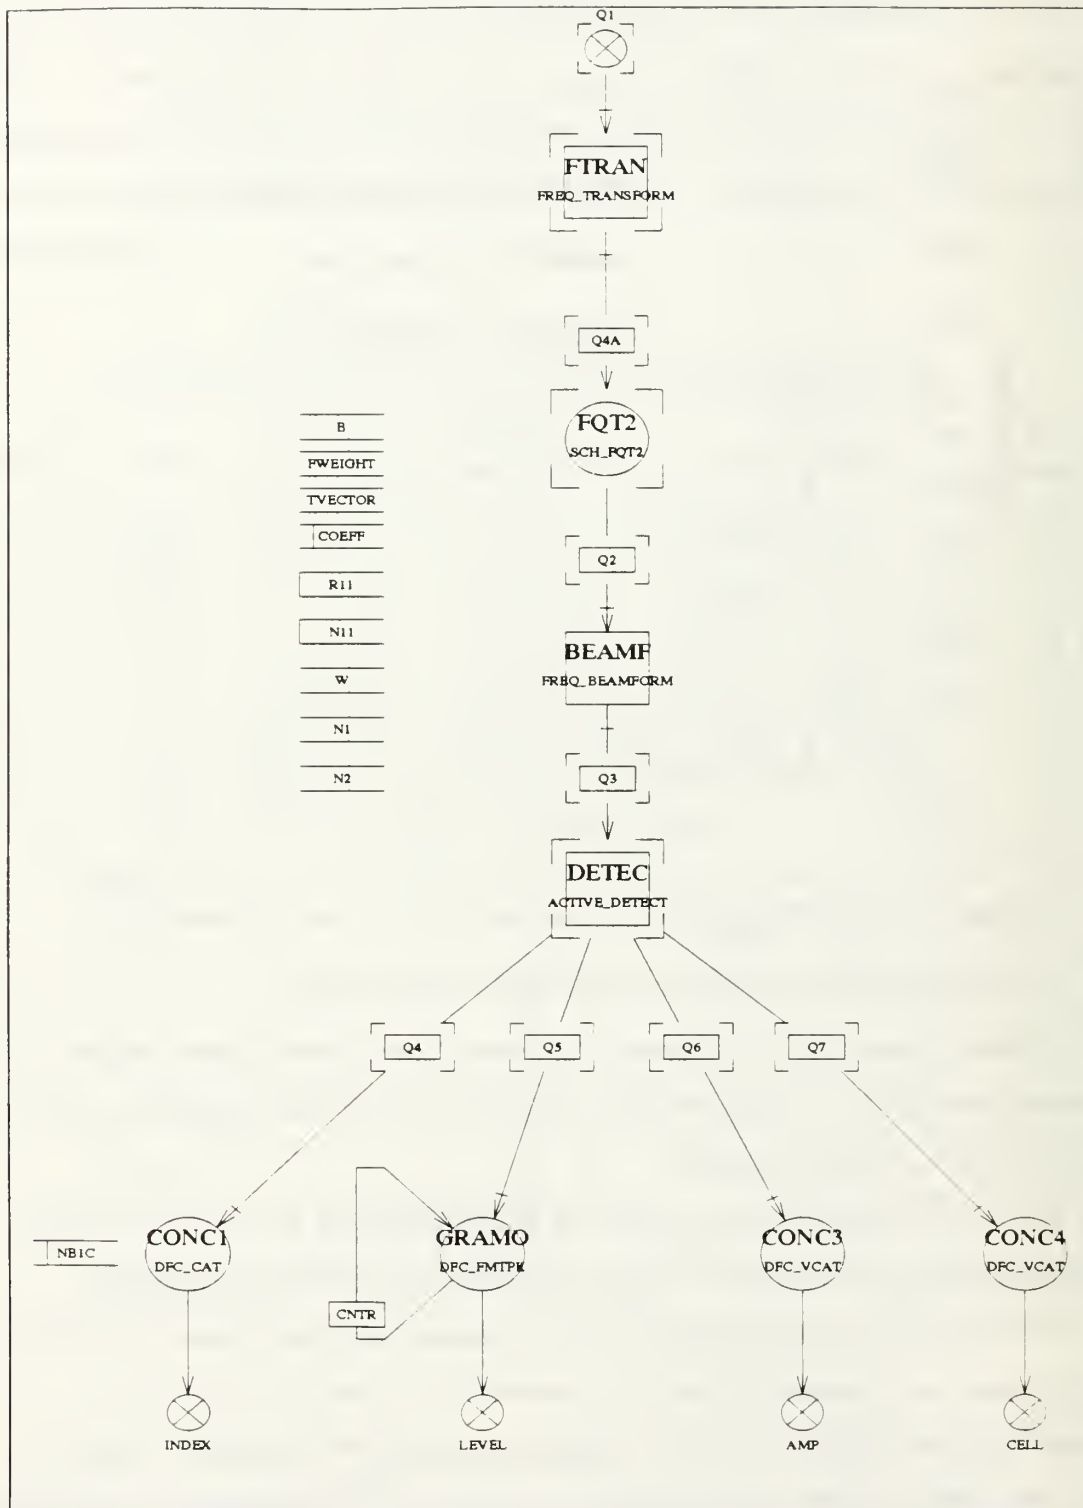 Q1
FTRAN
FREQ_TRANSFORM
Q4A
FQT2
SCH_FQT2
B
FWEIGHT
TVECTOR
COEFF
R11
N11
W
N1
N2
Q2
BEAMF
FREQ_BEAMFORM
Q3
DETEC
ACTIVE_DETECT
Q4
Q5
Q6
Q7
NB1C
CONC1
DFC_CAT
GRAMO
DFC_FMTPK
CONC3
DFC_VCAT
CONC4
DFC_VCAT
CNTR
INDEX
LEVEL
AMP
CELL